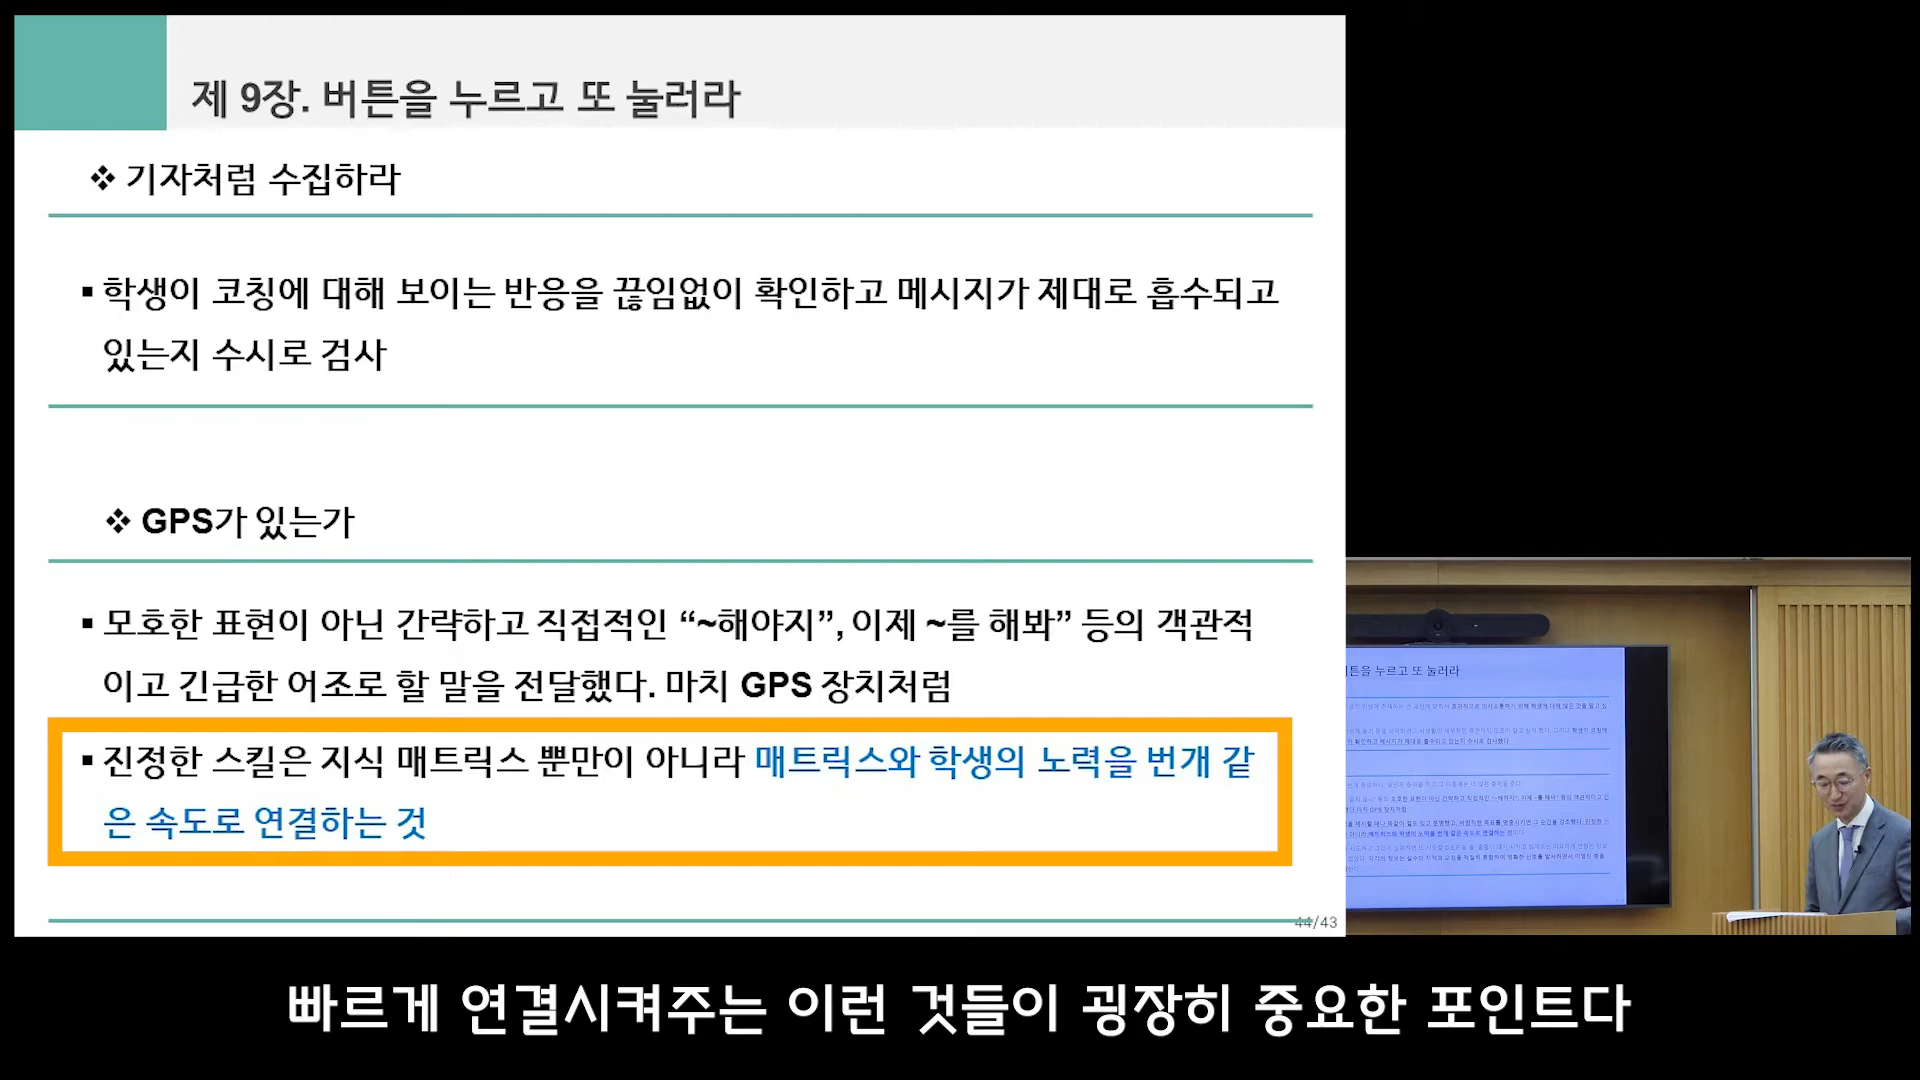 제 9장. 버튼을 누르고 또 눌러라
❖ 기자처럼 수집하라
▪ 학생이 코칭에 대해 보이는 반응을 끊임없이 확인하고 메시지가 제대로 흡수되고
있는지 수시로 검사
❖ GPS가 있는가
▪ 모호한 표현이 아닌 간략하고 직접적인 “~해야지”, 이제 ~를 해봐” 등의 객관적
이고 긴급한 어조로 할 말을 전달했다. 마치 GPS 장치처럼
▪ 진정한 스킬은 지식 매트릭스 뿐만이 아니라 매트릭스와 학생의 노력을 번개 같
은 속도로 연결하는 것
44/43
튼을 누르고 또 눌러라
빠르게 연결시켜주는 이런 것들이 굉장히 중요한 포인트다